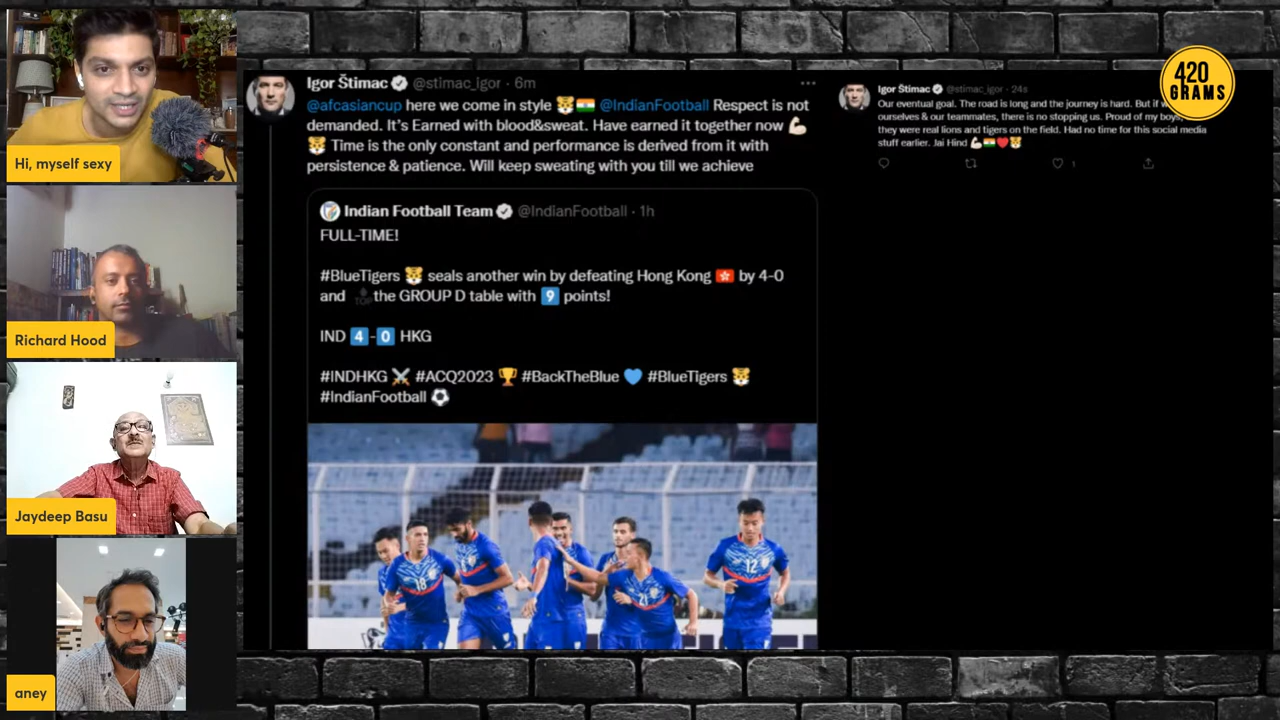 Hi, myself sexy
Richard Hood
Jaydeep Basu
aney
Igor Štimac @stimac_igor · 6m
@afcasiancup here we come in style 🐯🇮🇳 @IndianFootball Respect is not
demanded. It's Earned with blood&sweat. Have earned it together now 💪
🐯 Time is the only constant and performance is derived from it with
persistence & patience. Will keep sweating with you till we achieve
Indian Football Team @IndianFootball · 1h
FULL-TIME!
#BlueTigers 🐯 seals another win by defeating Hong Kong 🇭🇰 by 4-0
and 🔝 the GROUP D table with 9 points!
IND 4-0 HKG
#INDHKG ⚔️ #ACQ2023 🏆 #BackTheBlue 💙 #BlueTigers 🐯
#IndianFootball ⚽
18
21
12
Igor Štimac @stimac_igor · 24s
Our eventual goal. The road is long and the journey is hard. But if
ourselves & our teammates, there is no stopping us. Proud of my boys,
they were real lions and tigers on the field. Had no time for this social media
stuff earlier. Jai Hind 💪🇮🇳❤️🐯
1
420
GRAMS